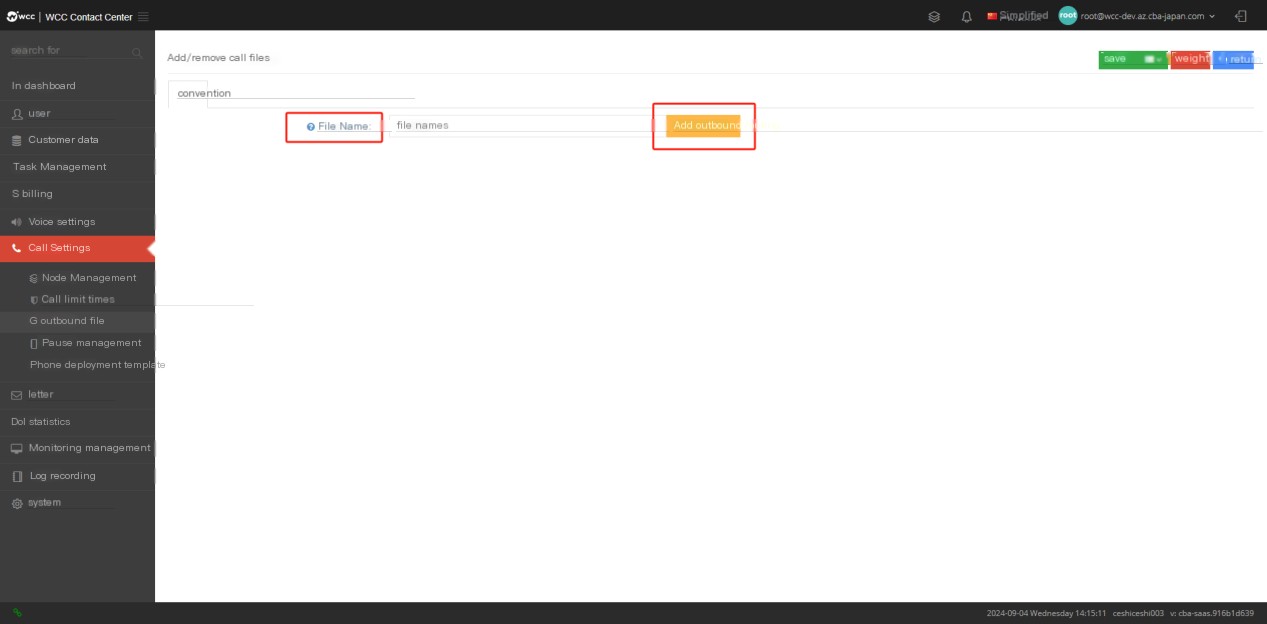 wcc | WCC Contact Center
Simplified
root
root@wcc-dev.az.cba-japan.com
search for
In dashboard
user
Customer data
Task Management
S billing
Voice settings
Call Settings
Node Management
Call limit times
G outbound file
Pause management
Phone deployment template
letter
Dol statistics
Monitoring management
Log recording
system
Add/remove call files
save
weight
retur
convention
File Name:
file names
Add outbound
2024-09-04 Wednesday 14:15:11 ceshiceshi003 v: cba-saas.916b1d639